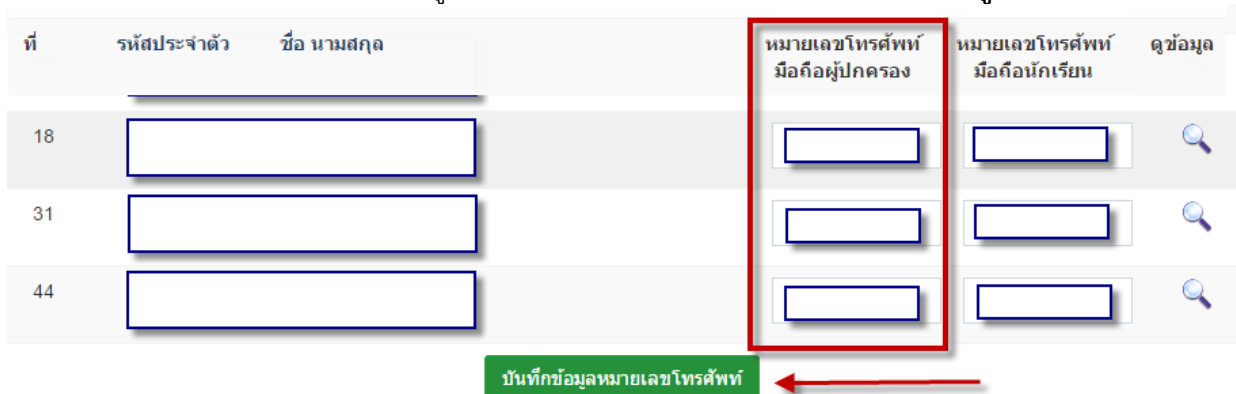 ที่ รหัสประจำตัว ชื่อ นามสกุล หมายเลขโทรศัพท์ หมายเลขโทรศัพท์ ดูข้อมูล
มือถือผู้ปกครอง มือถือนักเรียน
18
31
44
บันทึกข้อมูลหมายเลขโทรศัพท์